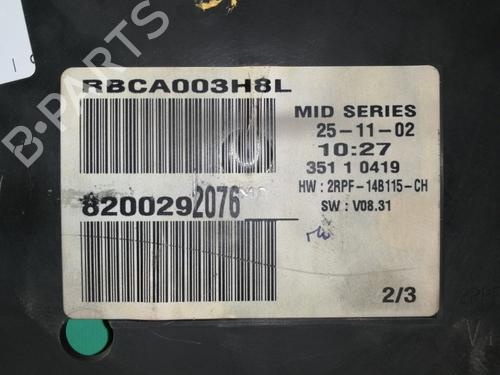 RBCA003H8L
MID SERIES
25-11-02
10:27
351 1 0419
HW : 2RPF-14B115-CH
SW : V08.31
8200292076
2/3
B-PARTS